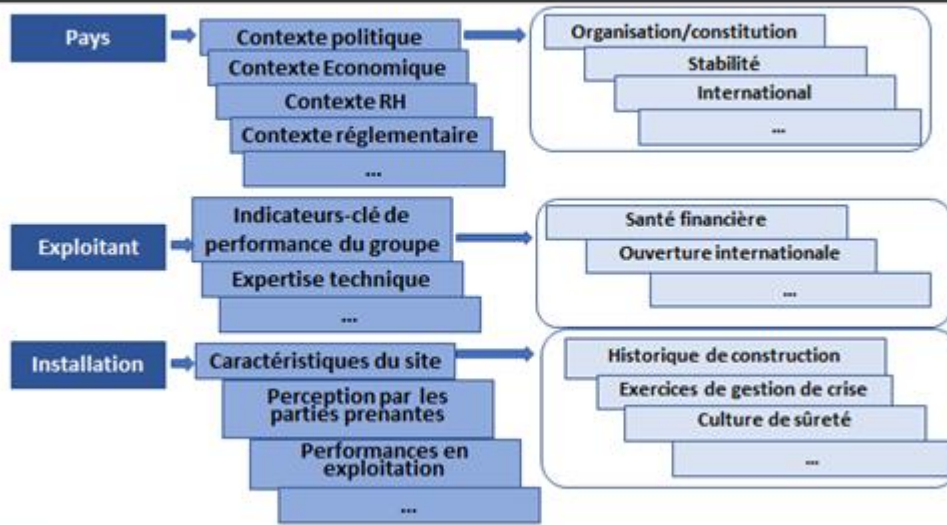 Pays
Contexte politique
Contexte Economique
Contexte RH
Contexte réglementaire
...
Organisation/constitution
Stabilité
International
...
Exploitant
Indicateurs-clé de
performance du groupe
Expertise technique
...
Santé financière
Ouverture internationale
...
Installation
Caractéristiques du site
Perception par les
parties prenantes
Performances en
exploitation
...
Historique de construction
Exercices de gestion de crise
Culture de sûreté
...